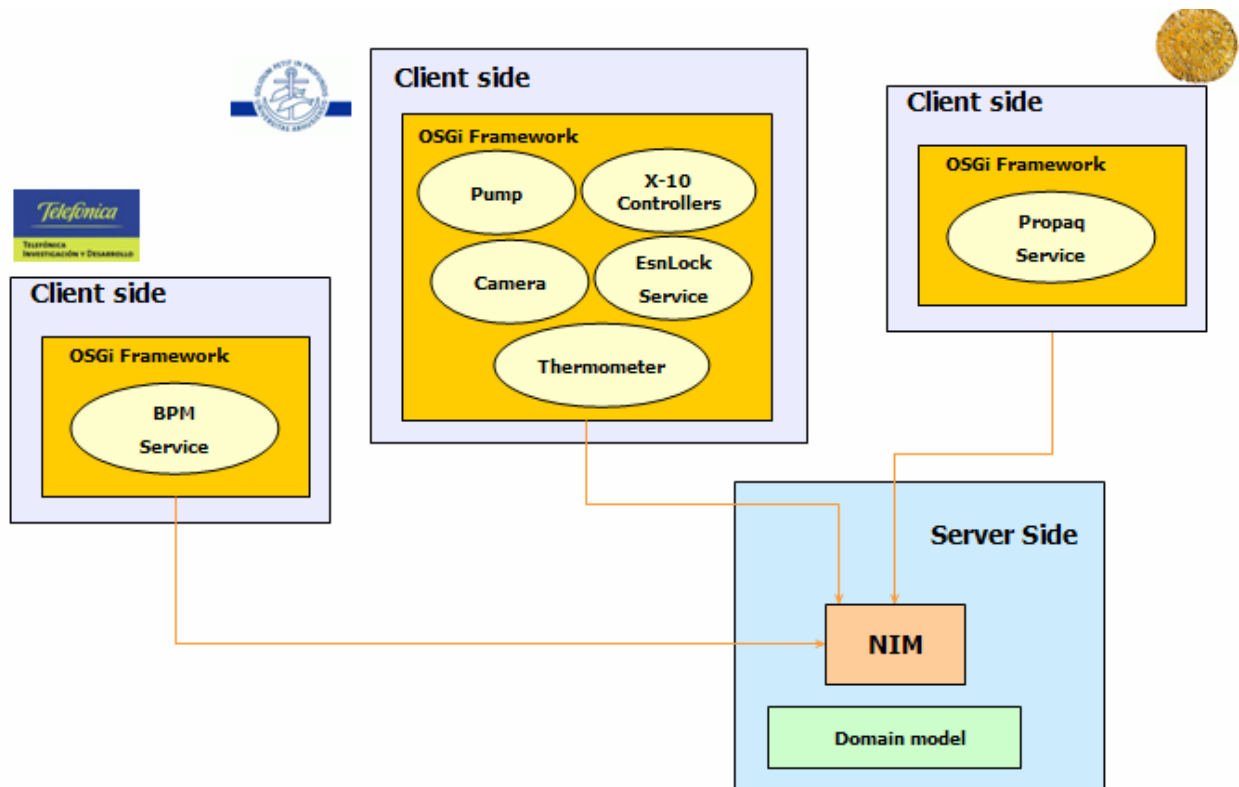 Client side
OSGi Framework
Pump
X-10
Controllers
Camera
EsnLock
Service
Thermometer
Client side
OSGi Framework
Propaq
Service
Telefónica
TELEFÓNICA
INVESTIGACIÓN Y DESARROLLO
Client side
OSGi Framework
BPM
Service
Server Side
NIM
Domain model